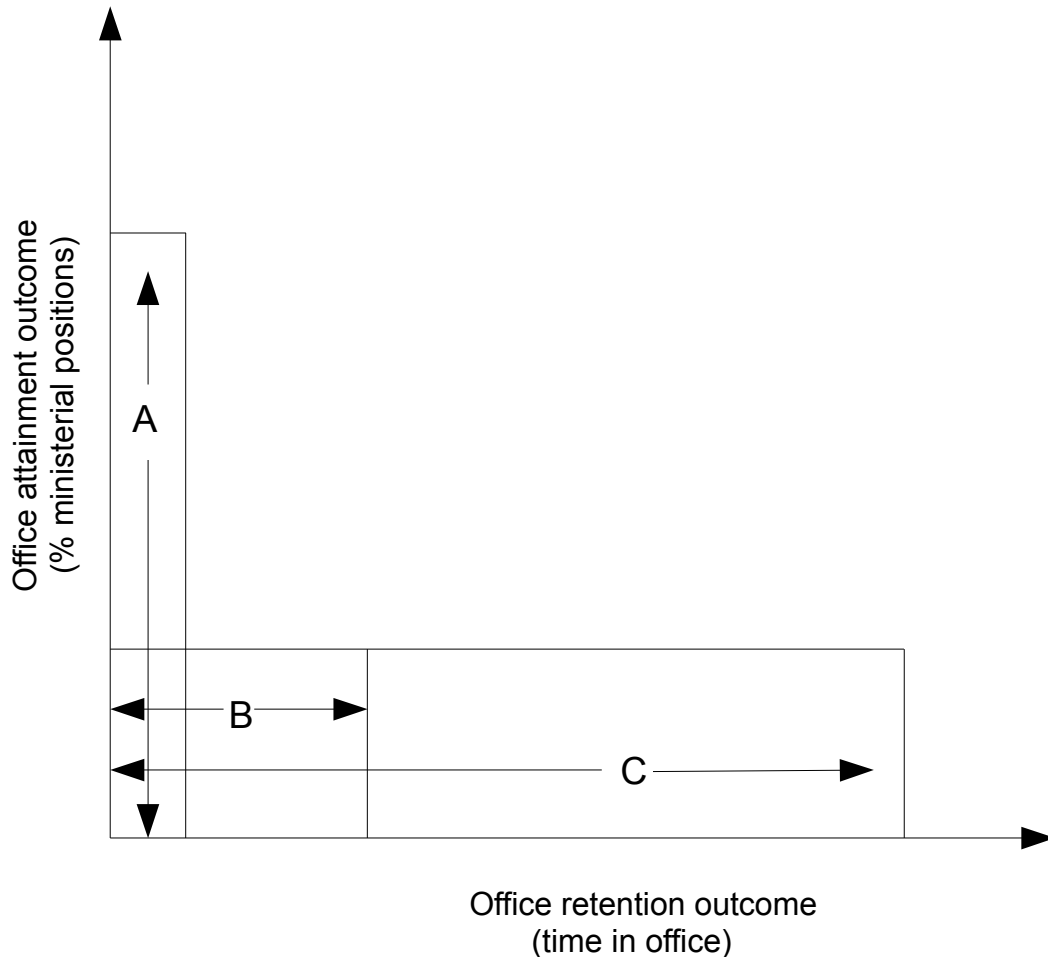 Office attainment outcome
(% ministerial positions)
A
B
C
Office retention outcome
(time in office)